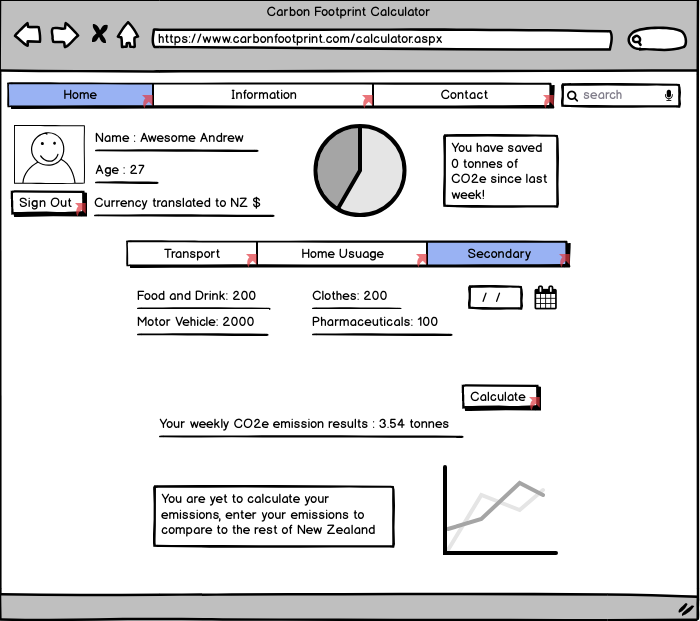 Carbon Footprint Calculator
https://www.carbonfootprint.com/calculator.aspx
Home Information Contact search
Name : Awesome Andrew
Age : 27
Sign Out Currency translated to NZ $
You have saved
0 tonnes of
CO2e since last
week!
Transport Home Usuage Secondary
Food and Drink: 200 Clothes: 200 / /
Motor Vehicle: 2000 Pharmaceuticals: 100
Calculate
Your weekly CO2e emission results : 3.54 tonnes
You are yet to calculate your
emissions, enter your emissions to
compare to the rest of New Zealand